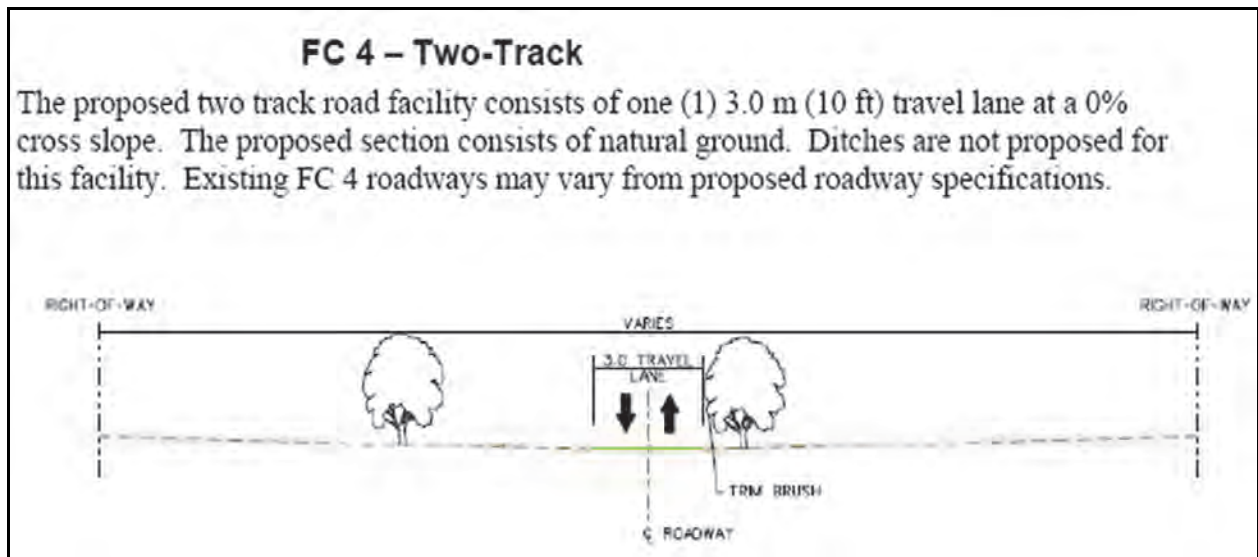 FC 4 – Two-Track
The proposed two track road facility consists of one (1) 3.0 m (10 ft) travel lane at a 0%
cross slope. The proposed section consists of natural ground. Ditches are not proposed for
this facility. Existing FC 4 roadways may vary from proposed roadway specifications.
RIGHT-OF-WAY
RIGHT-OF-WAY
VARIES
3.0 TRAVEL
LANE
TRIM BRUSH
℄ ROADWAY